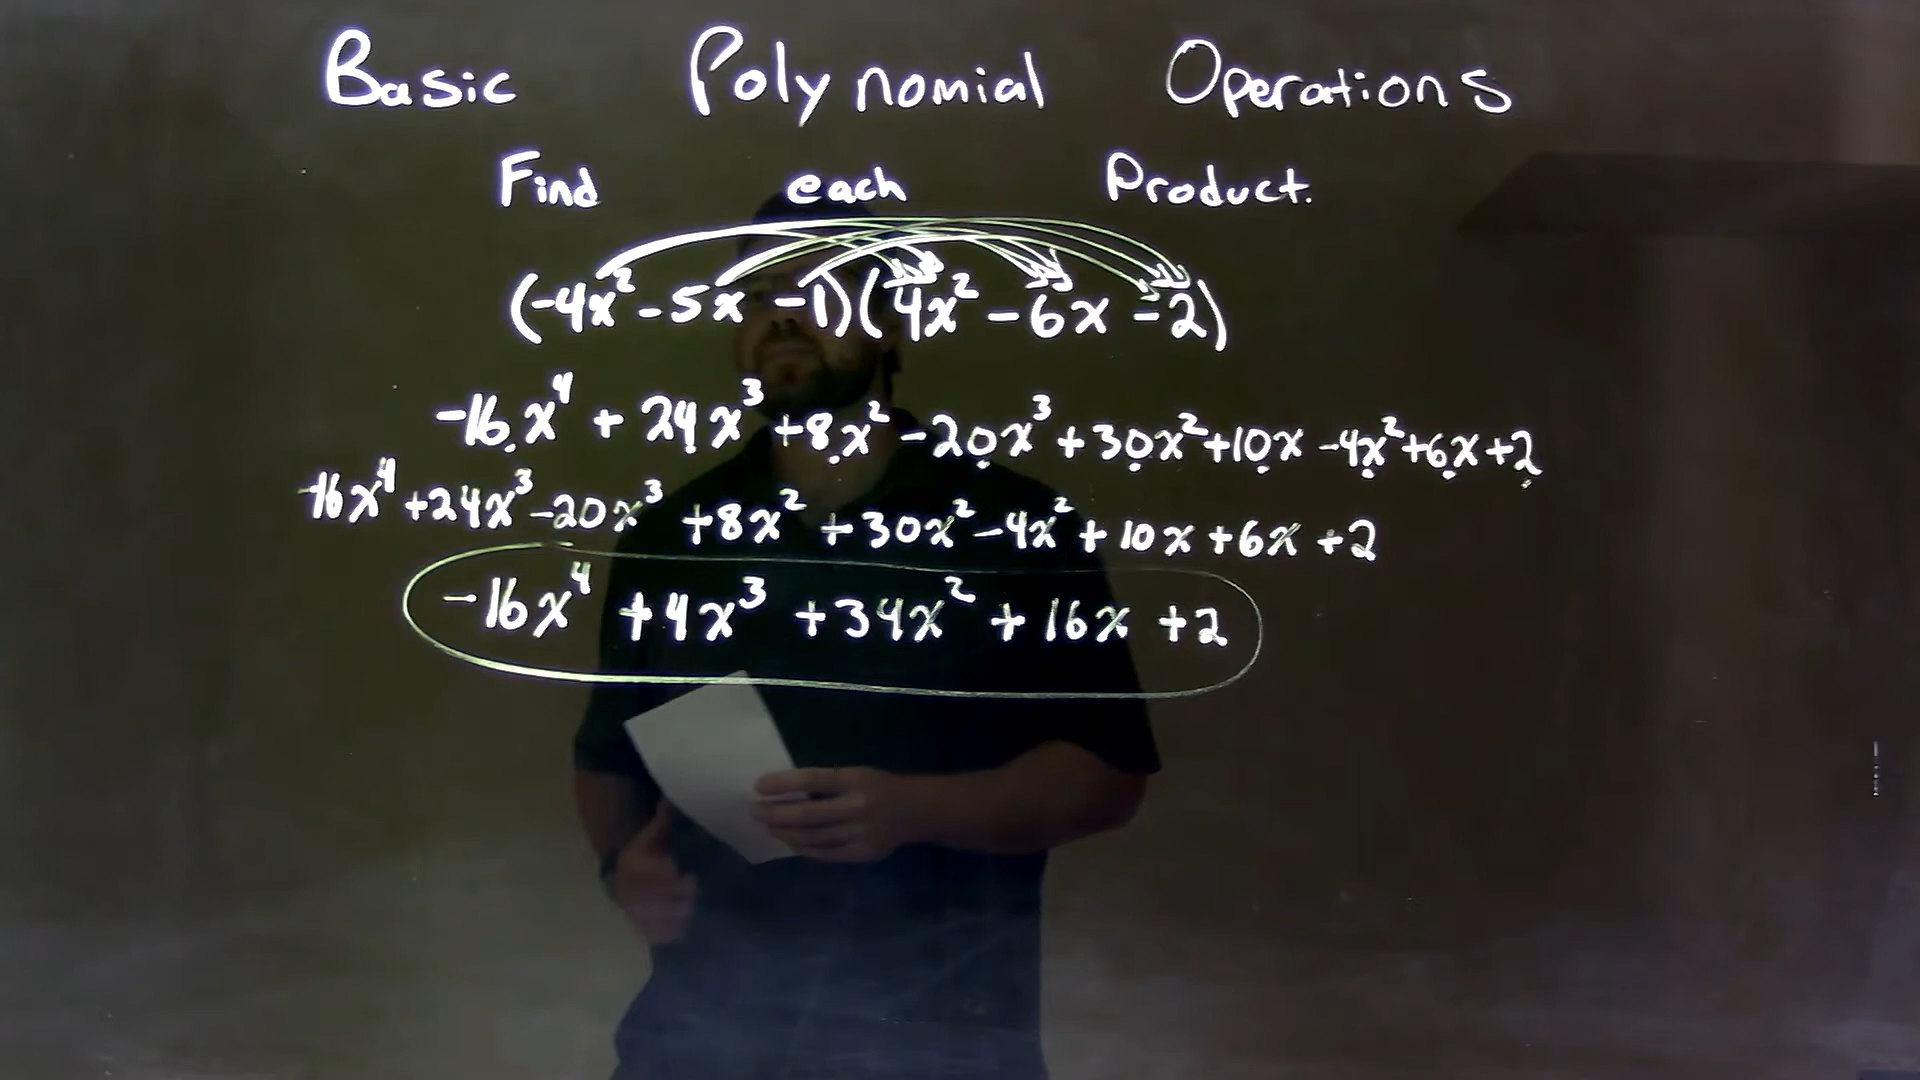 Basic Polynomial Operations
Find each Product.
(-4x² - 5x - 1)(4x² - 6x - 2)
-16x⁴ + 24x³ + 8x² - 20x³ + 30x² + 10x - 4x² + 6x + 2
-16x⁴ + 24x³ - 20x³ + 8x² + 30x² - 4x² + 10x + 6x + 2
-16x⁴ + 4x³ + 34x² + 16x + 2